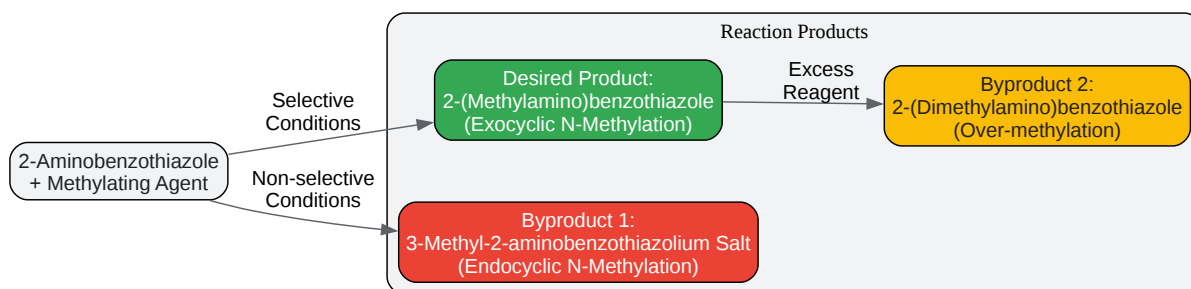 Reaction Products
Desired Product:
2-(Methylamino)benzothiazole
(Exocyclic N-Methylation)
Excess
Reagent
Byproduct 2:
2-(Dimethylamino)benzothiazole
(Over-methylation)
Selective
Conditions
2-Aminobenzothiazole
+ Methylating Agent
Non-selective
Conditions
Byproduct 1:
3-Methyl-2-aminobenzothiazolium Salt
(Endocyclic N-Methylation)